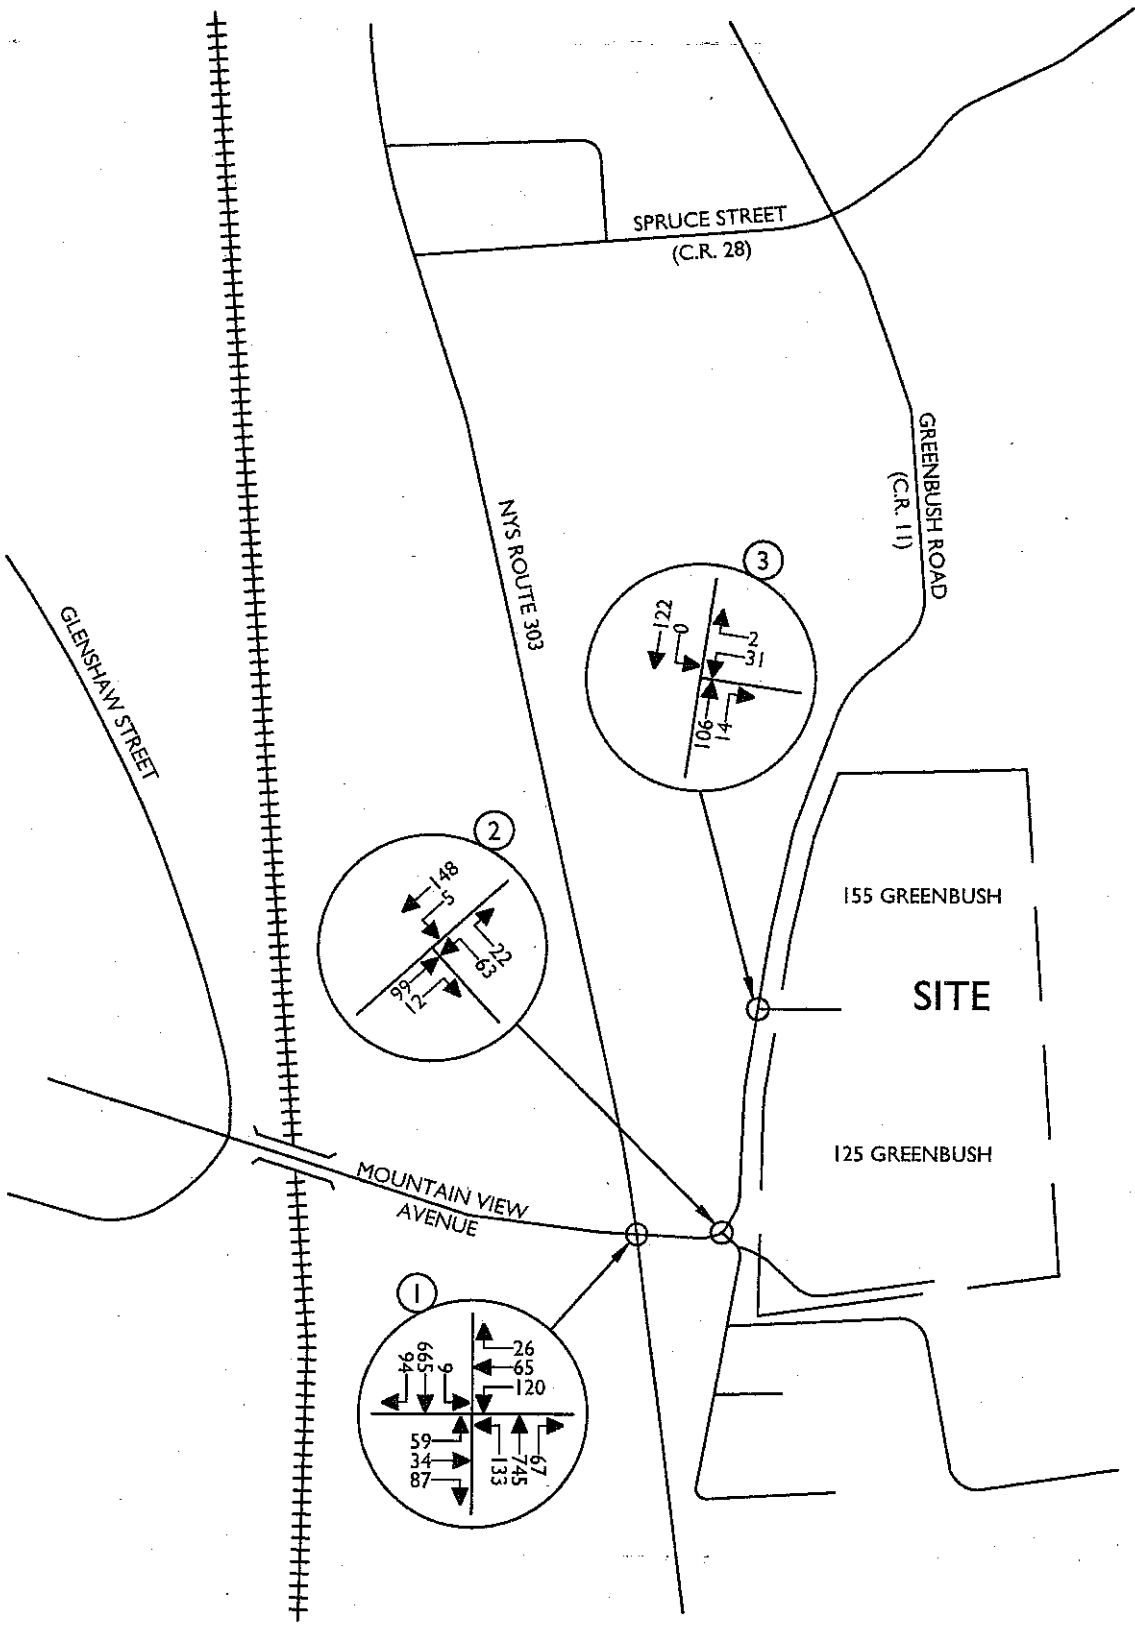 SPRUCE STREET
(C.R. 28)
GREENBUSH ROAD
(C.R. 11)
NYS ROUTE 303
GLENSHAW STREET
3
122
0
2
31
106
14
2
148
5
22
63
99
12
155 GREENBUSH
SITE
125 GREENBUSH
MOUNTAIN VIEW
AVENUE
1
94
665
9
26
65
120
59
34
87
133
745
67